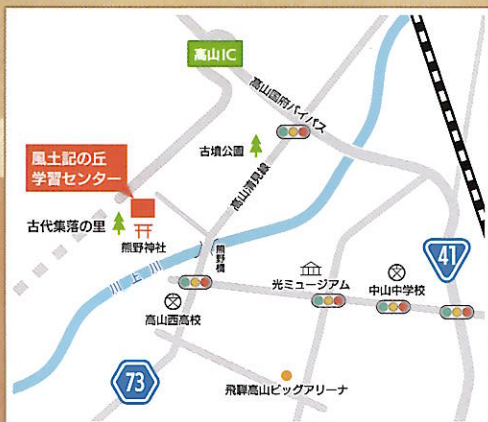 高山IC
高山国府バイパス
古墳公園
高山清見線
風土記の丘
学習センター
古代集落の里
熊野神社
熊野橋
川上川
光ミュージアム
中山中学校
41
高山西高校
73
飛騨高山ビッグアリーナ